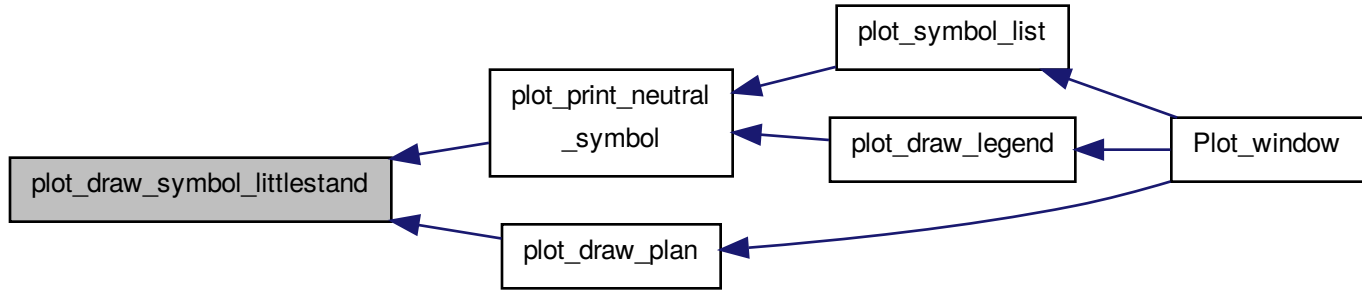 plot_draw_symbol_littlestand
plot_print_neutral
_symbol
plot_draw_plan
plot_symbol_list
plot_draw_legend
Plot_window